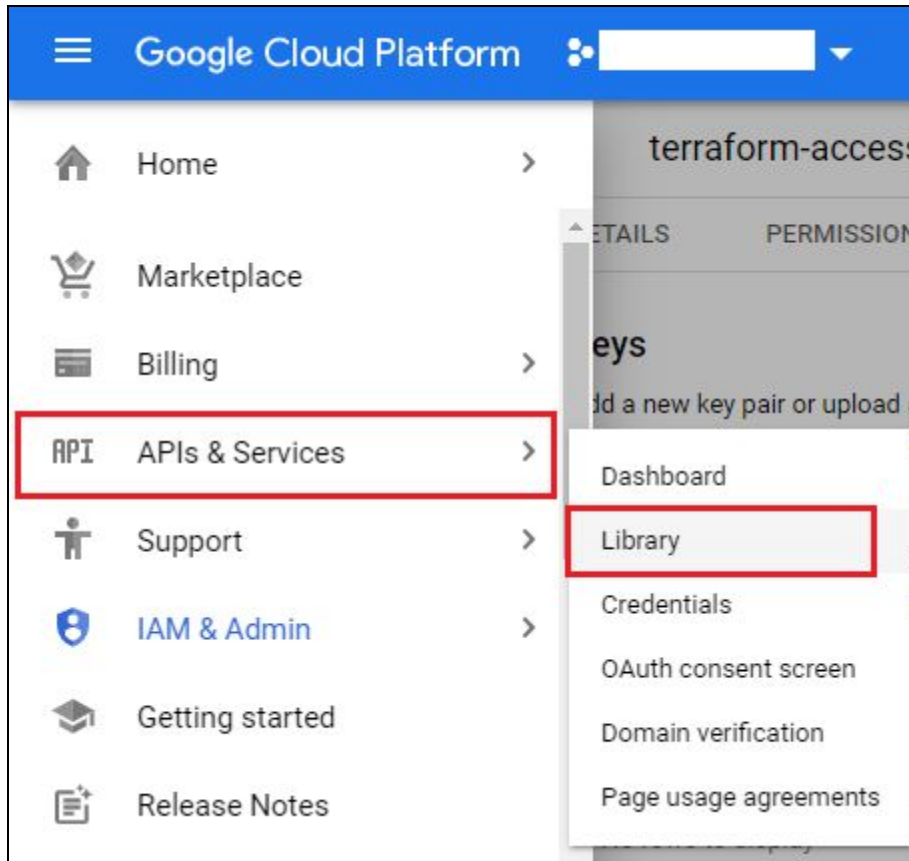 Google Cloud Platform
Home
Marketplace
Billing
API APIs & Services
Support
IAM & Admin
Getting started
Release Notes
terraform-access
ETAILS PERMISSION
eys
dd a new key pair or upload
Dashboard
Library
Credentials
OAuth consent screen
Domain verification
Page usage agreements